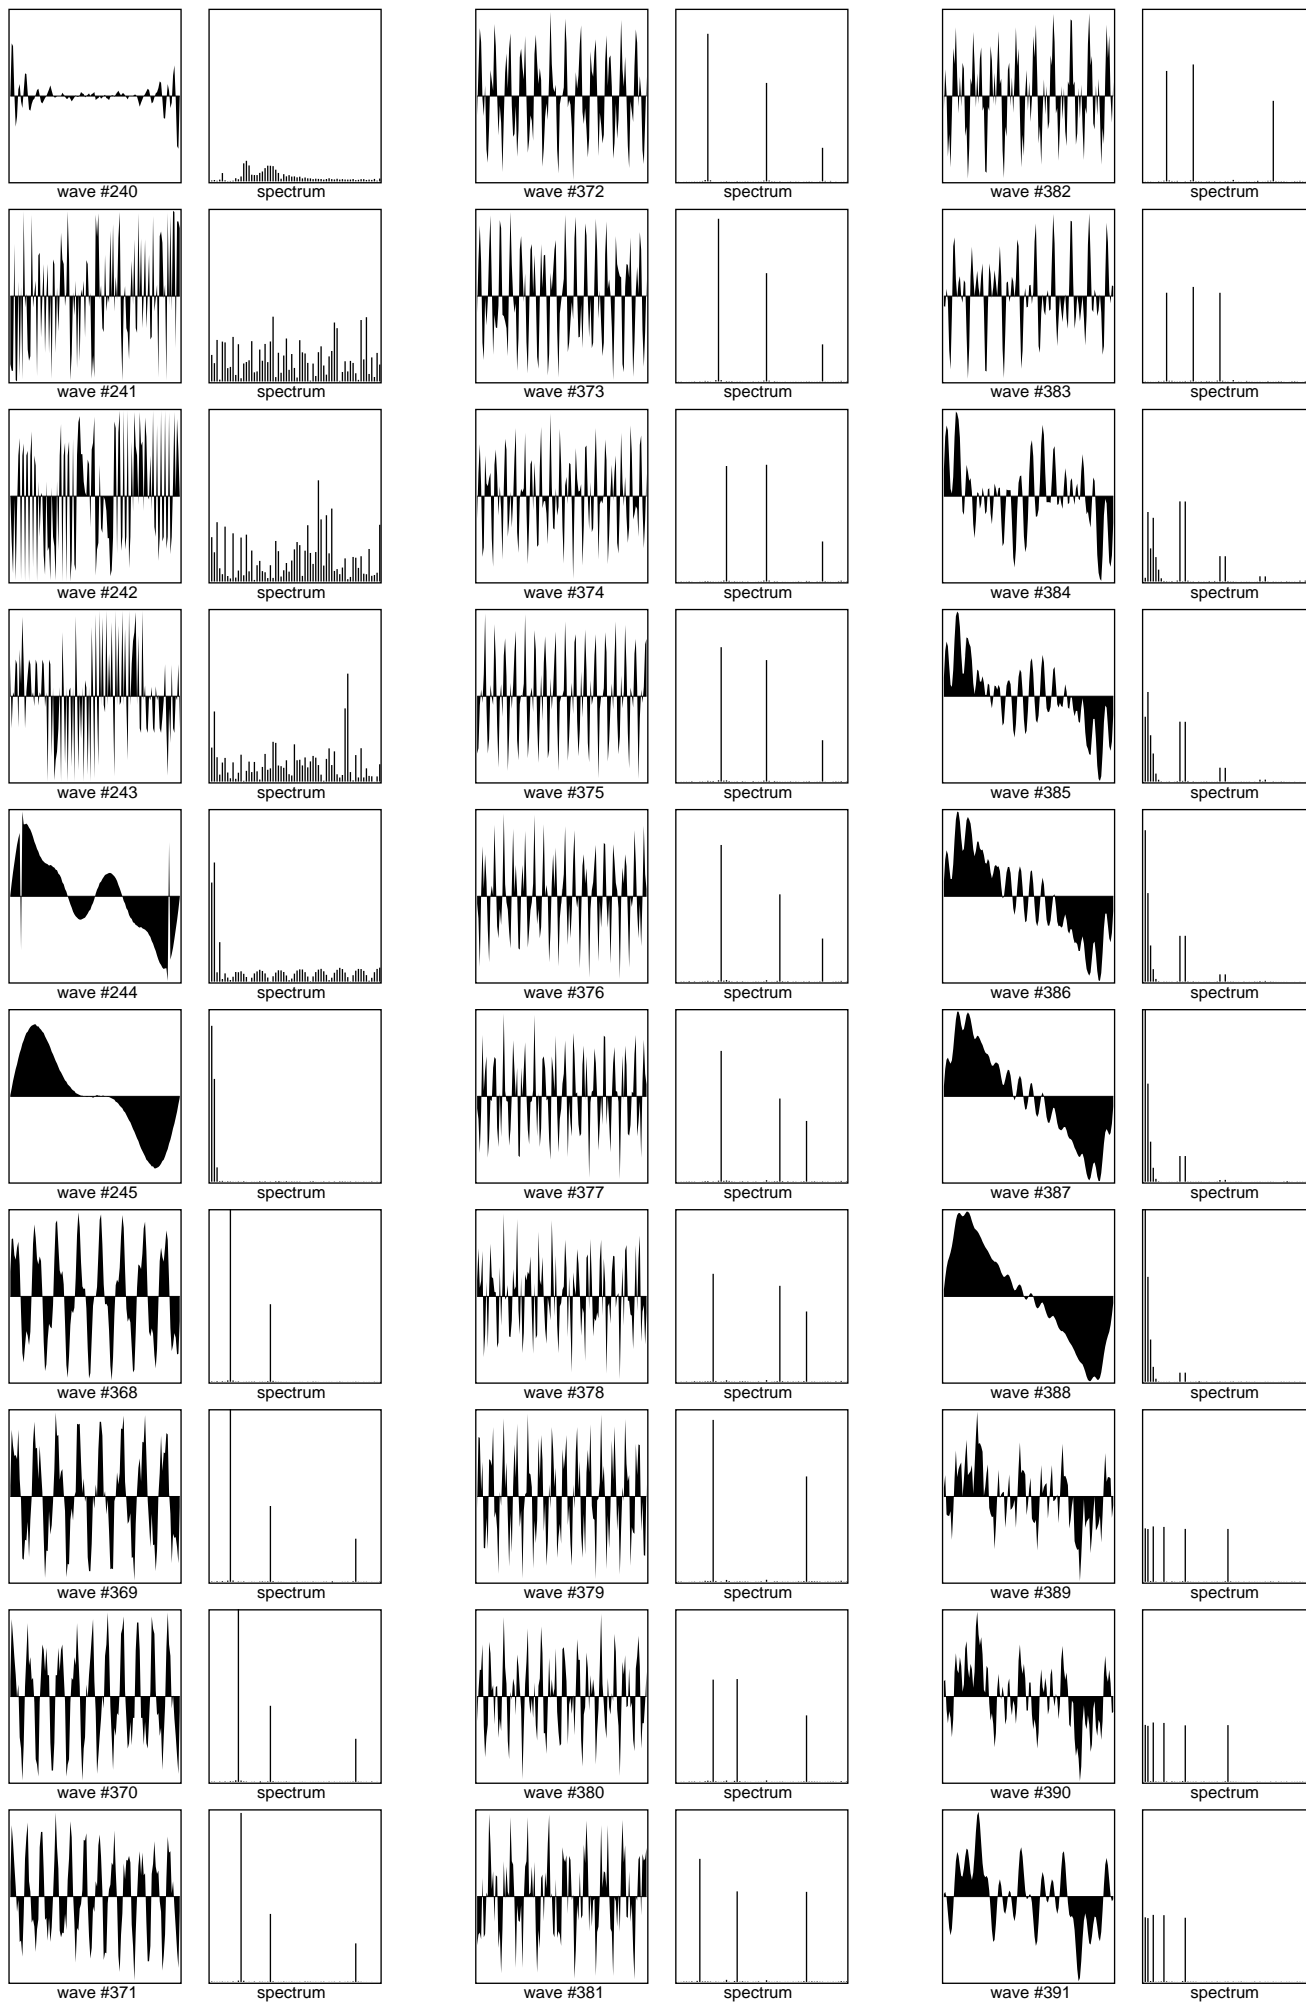 wave #240 spectrum wave #372 spectrum wave #382 spectrum
wave #241 spectrum wave #373 spectrum wave #383 spectrum
wave #242 spectrum wave #374 spectrum wave #384 spectrum
wave #243 spectrum wave #375 spectrum wave #385 spectrum
wave #244 spectrum wave #376 spectrum wave #386 spectrum
wave #245 spectrum wave #377 spectrum wave #387 spectrum
wave #368 spectrum wave #378 spectrum wave #388 spectrum
wave #369 spectrum wave #379 spectrum wave #389 spectrum
wave #370 spectrum wave #380 spectrum wave #390 spectrum
wave #371 spectrum wave #381 spectrum wave #391 spectrum